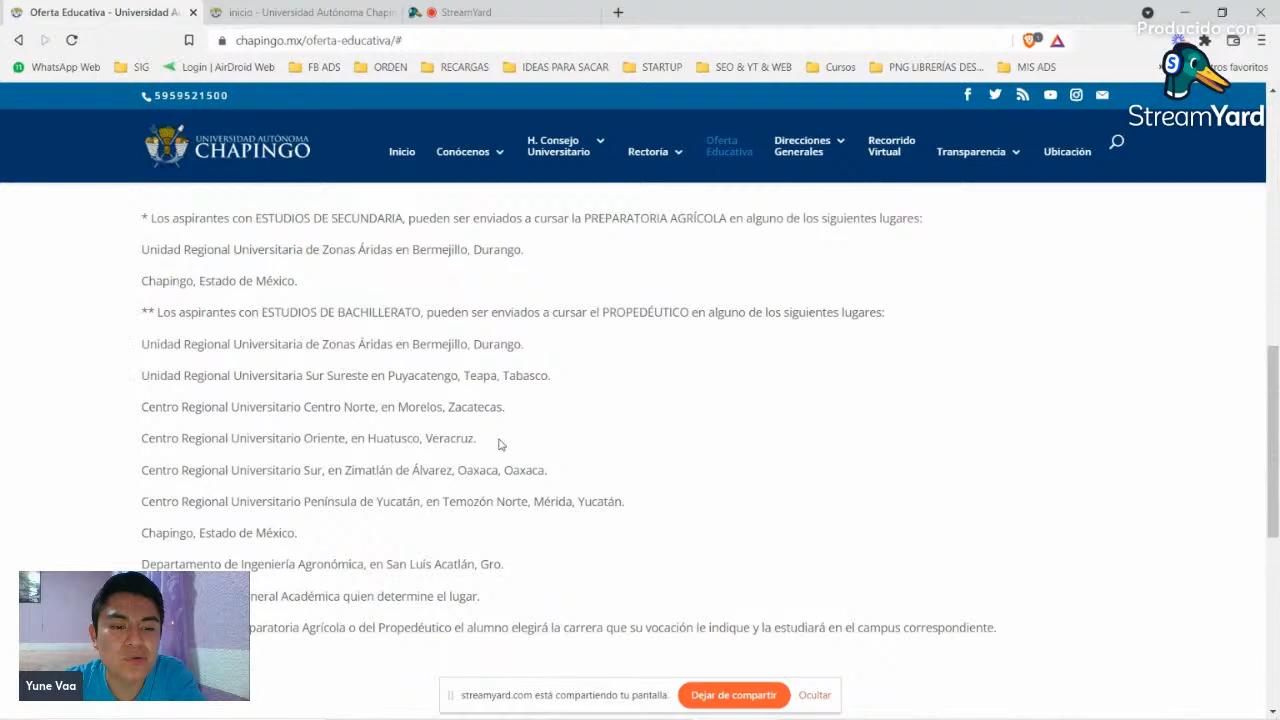 Oferta Educativa - Universidad Au
inicio - Universidad Autónoma Chapin
StreamYard
Producido con
chapingo.mx/oferta-educativa/#
WhatsApp Web
SIG
Login | AirDroid Web
FB ADS
ORDEN
RECARGAS
IDEAS PARA SACAR
STARTUP
SEO & YT & WEB
Cursos
PNG LIBRERÍAS DES...
MIS ADS
tros favoritos
StreamYard
5959521500
UNIVERSIDAD AUTÓNOMA
CHAPINGO
Inicio
Conócenos
H. Consejo
Universitario
Rectoría
Oferta
Educativa
Direcciones
Generales
Recorrido
Virtual
Transparencia
Ubicación
* Los aspirantes con ESTUDIOS DE SECUNDARIA, pueden ser enviados a cursar la PREPARATORIA AGRÍCOLA en alguno de los siguientes lugares:
Unidad Regional Universitaria de Zonas Áridas en Bermejillo, Durango.
Chapingo, Estado de México.
** Los aspirantes con ESTUDIOS DE BACHILLERATO, pueden ser enviados a cursar el PROPEDÉUTICO en alguno de los siguientes lugares:
Unidad Regional Universitaria de Zonas Áridas en Bermejillo, Durango.
Unidad Regional Universitaria Sur Sureste en Puyacatengo, Teapa, Tabasco.
Centro Regional Universitario Centro Norte, en Morelos, Zacatecas.
Centro Regional Universitario Oriente, en Huatusco, Veracruz.
Centro Regional Universitario Sur, en Zimatlán de Álvarez, Oaxaca, Oaxaca.
Centro Regional Universitario Península de Yucatán, en Temozón Norte, Mérida, Yucatán.
Chapingo, Estado de México.
Departamento de Ingeniería Agronómica, en San Luis Acatlán, Gro.
neral Académica quien determine el lugar.
paratoria Agrícola o del Propedéutico el alumno elegirá la carrera que su vocación le indique y la estudiará en el campus correspondiente.
Yune Vaa
streamyard.com está compartiendo tu pantalla.
Dejar de compartir
Ocultar